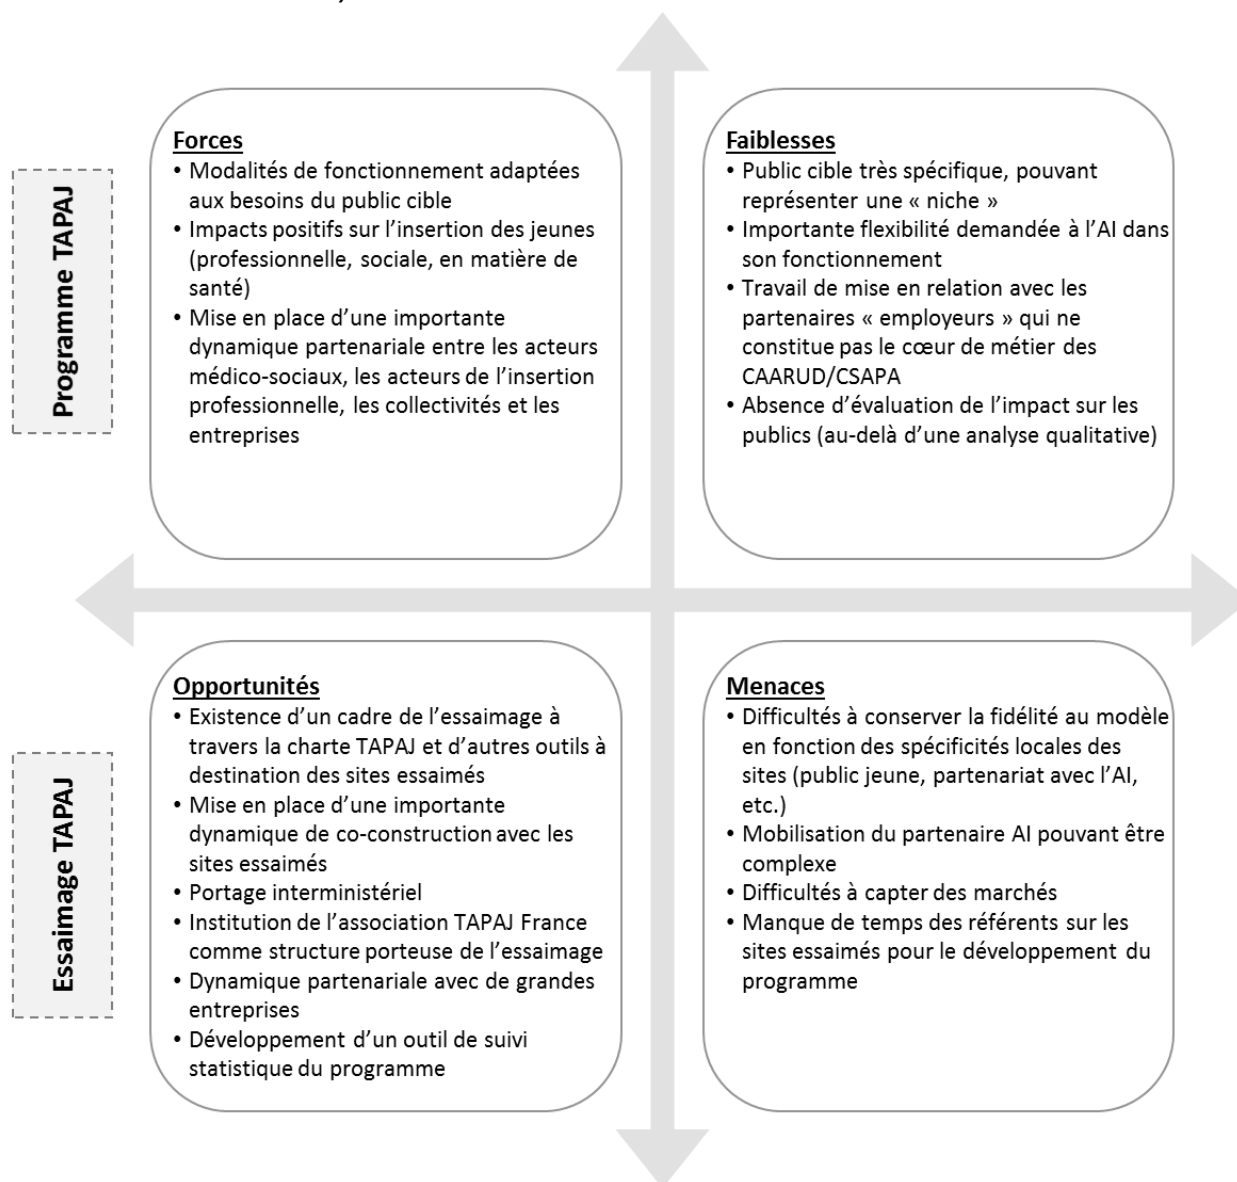 Programme TAPAJ
Forces
• Modalités de fonctionnement adaptées
aux besoins du public cible
• Impacts positifs sur l’insertion des jeunes
(professionnelle, sociale, en matière de
santé)
• Mise en place d’une importante
dynamique partenariale entre les acteurs
médico-sociaux, les acteurs de l’insertion
professionnelle, les collectivités et les
entreprises
Faiblesses
• Public cible très spécifique, pouvant
représenter une « niche »
• Importante flexibilité demandée à l’AI dans
son fonctionnement
• Travail de mise en relation avec les
partenaires « employeurs » qui ne
constitue pas le cœur de métier des
CAARUD/CSAPA
• Absence d’évaluation de l’impact sur les
publics (au-delà d’une analyse qualitative)
Essaimage TAPAJ
Opportunités
• Existence d’un cadre de l’essaimage à
travers la charte TAPAJ et d’autres outils à
destination des sites essaimés
• Mise en place d’une importante
dynamique de co-construction avec les
sites essaimés
• Portage interministériel
• Institution de l’association TAPAJ France
comme structure porteuse de l’essaimage
• Dynamique partenariale avec de grandes
entreprises
• Développement d’un outil de suivi
statistique du programme
Menaces
• Difficultés à conserver la fidélité au modèle
en fonction des spécificités locales des
sites (public jeune, partenariat avec l’AI,
etc.)
• Mobilisation du partenaire AI pouvant être
complexe
• Difficultés à capter des marchés
• Manque de temps des référents sur les
sites essaimés pour le développement du
programme